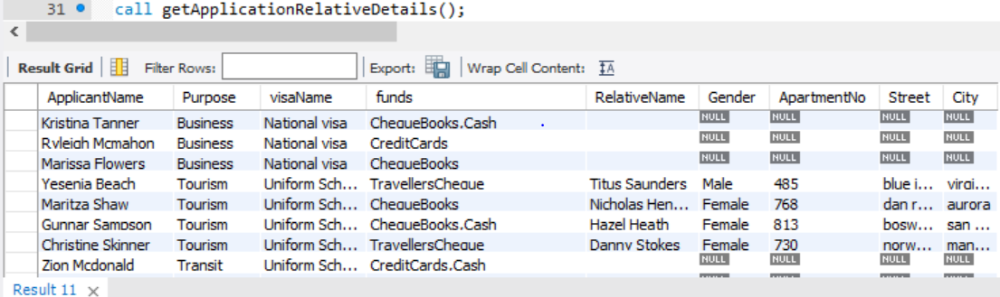 31 call getApplicationRelativeDetails();
Result Grid Filter Rows: Export: Wrap Cell Content:
ApplicantName Purpose visaName funds RelativeName Gender ApartmentNo Street City
Kristina Tanner Business National visa ChequeBooks,Cash NULL NULL NULL NULL
Ryleigh Mcmahon Business National visa CreditCards NULL NULL NULL NULL
Marissa Flowers Business National visa ChequeBooks NULL NULL NULL NULL
Yesenia Beach Tourism Uniform Sch... TravellersCheque Titus Saunders Male 485 blue i... virgi...
Maritza Shaw Tourism Uniform Sch... ChequeBooks Nicholas Hen... Female 768 dan r... aurora
Gunnar Sampson Tourism Uniform Sch... ChequeBooks,Cash Hazel Heath Female 813 bosw... san ...
Christine Skinner Tourism Uniform Sch... TravellersCheque Danny Stokes Female 730 norw... man...
Zion Mcdonald Transit Uniform Sch... CreditCards,Cash NULL NULL NULL NULL
Result 11